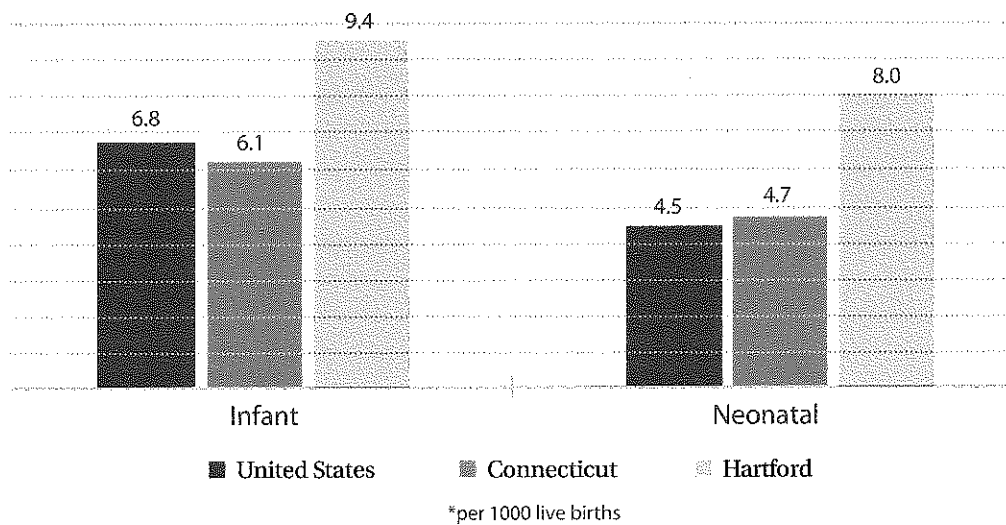 9.4
8.0
6.8
6.1
4.5
4.7
Infant
Neonatal
United States
Connecticut
Hartford
*per 1000 live births